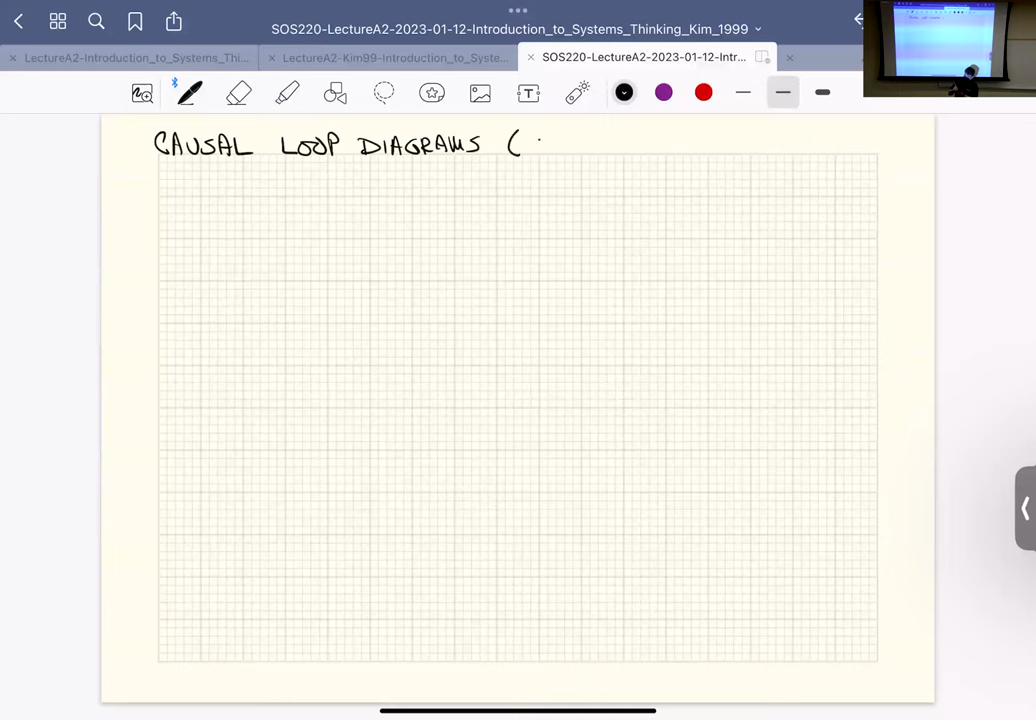 SOS220-LectureA2-2023-01-12-Introduction_to_Systems_Thinking_Kim_1999
LectureA2-Introduction_to_Systems_Thi...
LectureA2-Kim99-Introduction_to_Syste...
SOS220-LectureA2-2023-01-12-Intr...
CAUSAL LOOP DIAGRAMS (